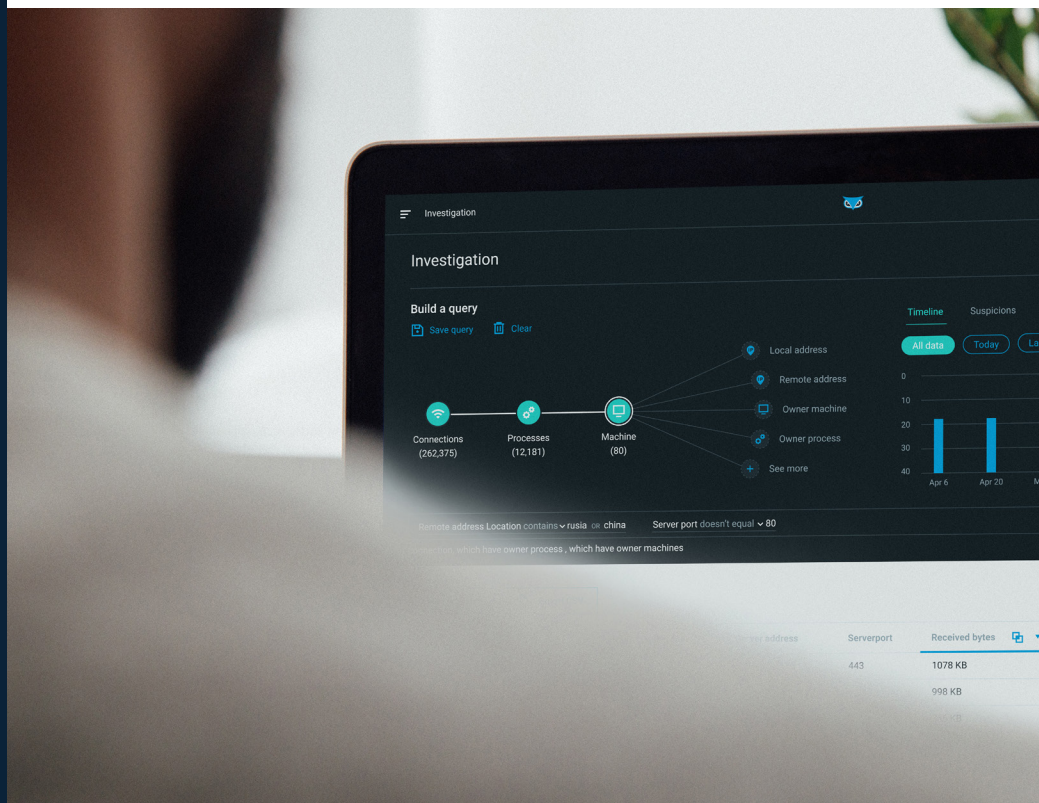 Investigation
Investigation
Build a query
Save query Clear
Timeline Suspicions
All data Today La
Local address
Remote address
Owner machine
Owner process
See more
Connections
(262,375)
Processes
(12,181)
Machine
(80)
0
10
20
30
40
Apr 6 Apr 20 M
Remote address Location contains rusia OR china Server port doesn't equal 80
which have owner process , which have owner machines
address Serverport Received bytes
443 1078 KB
998 KB
KB